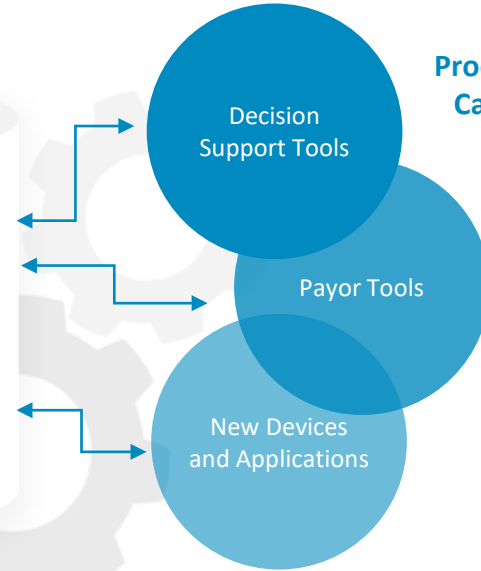 Decision
Support Tools
Payor Tools
New Devices
and Applications